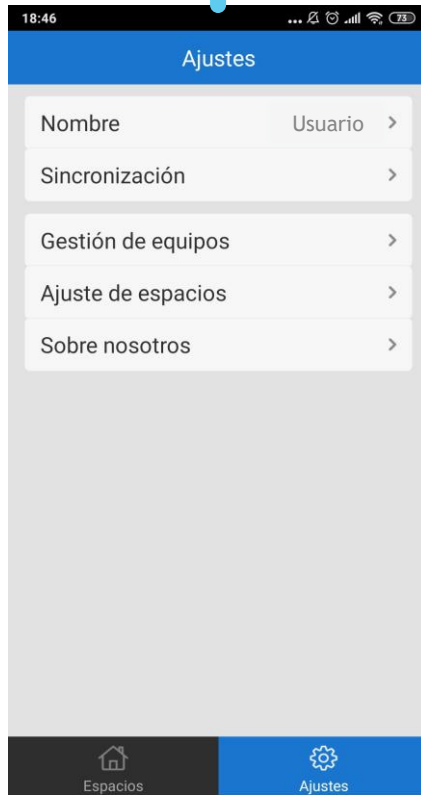 18:46 ... 73
Ajustes
Nombre Usuario >
Sincronización >
Gestión de equipos >
Ajuste de espacios >
Sobre nosotros >
Espacios Ajustes